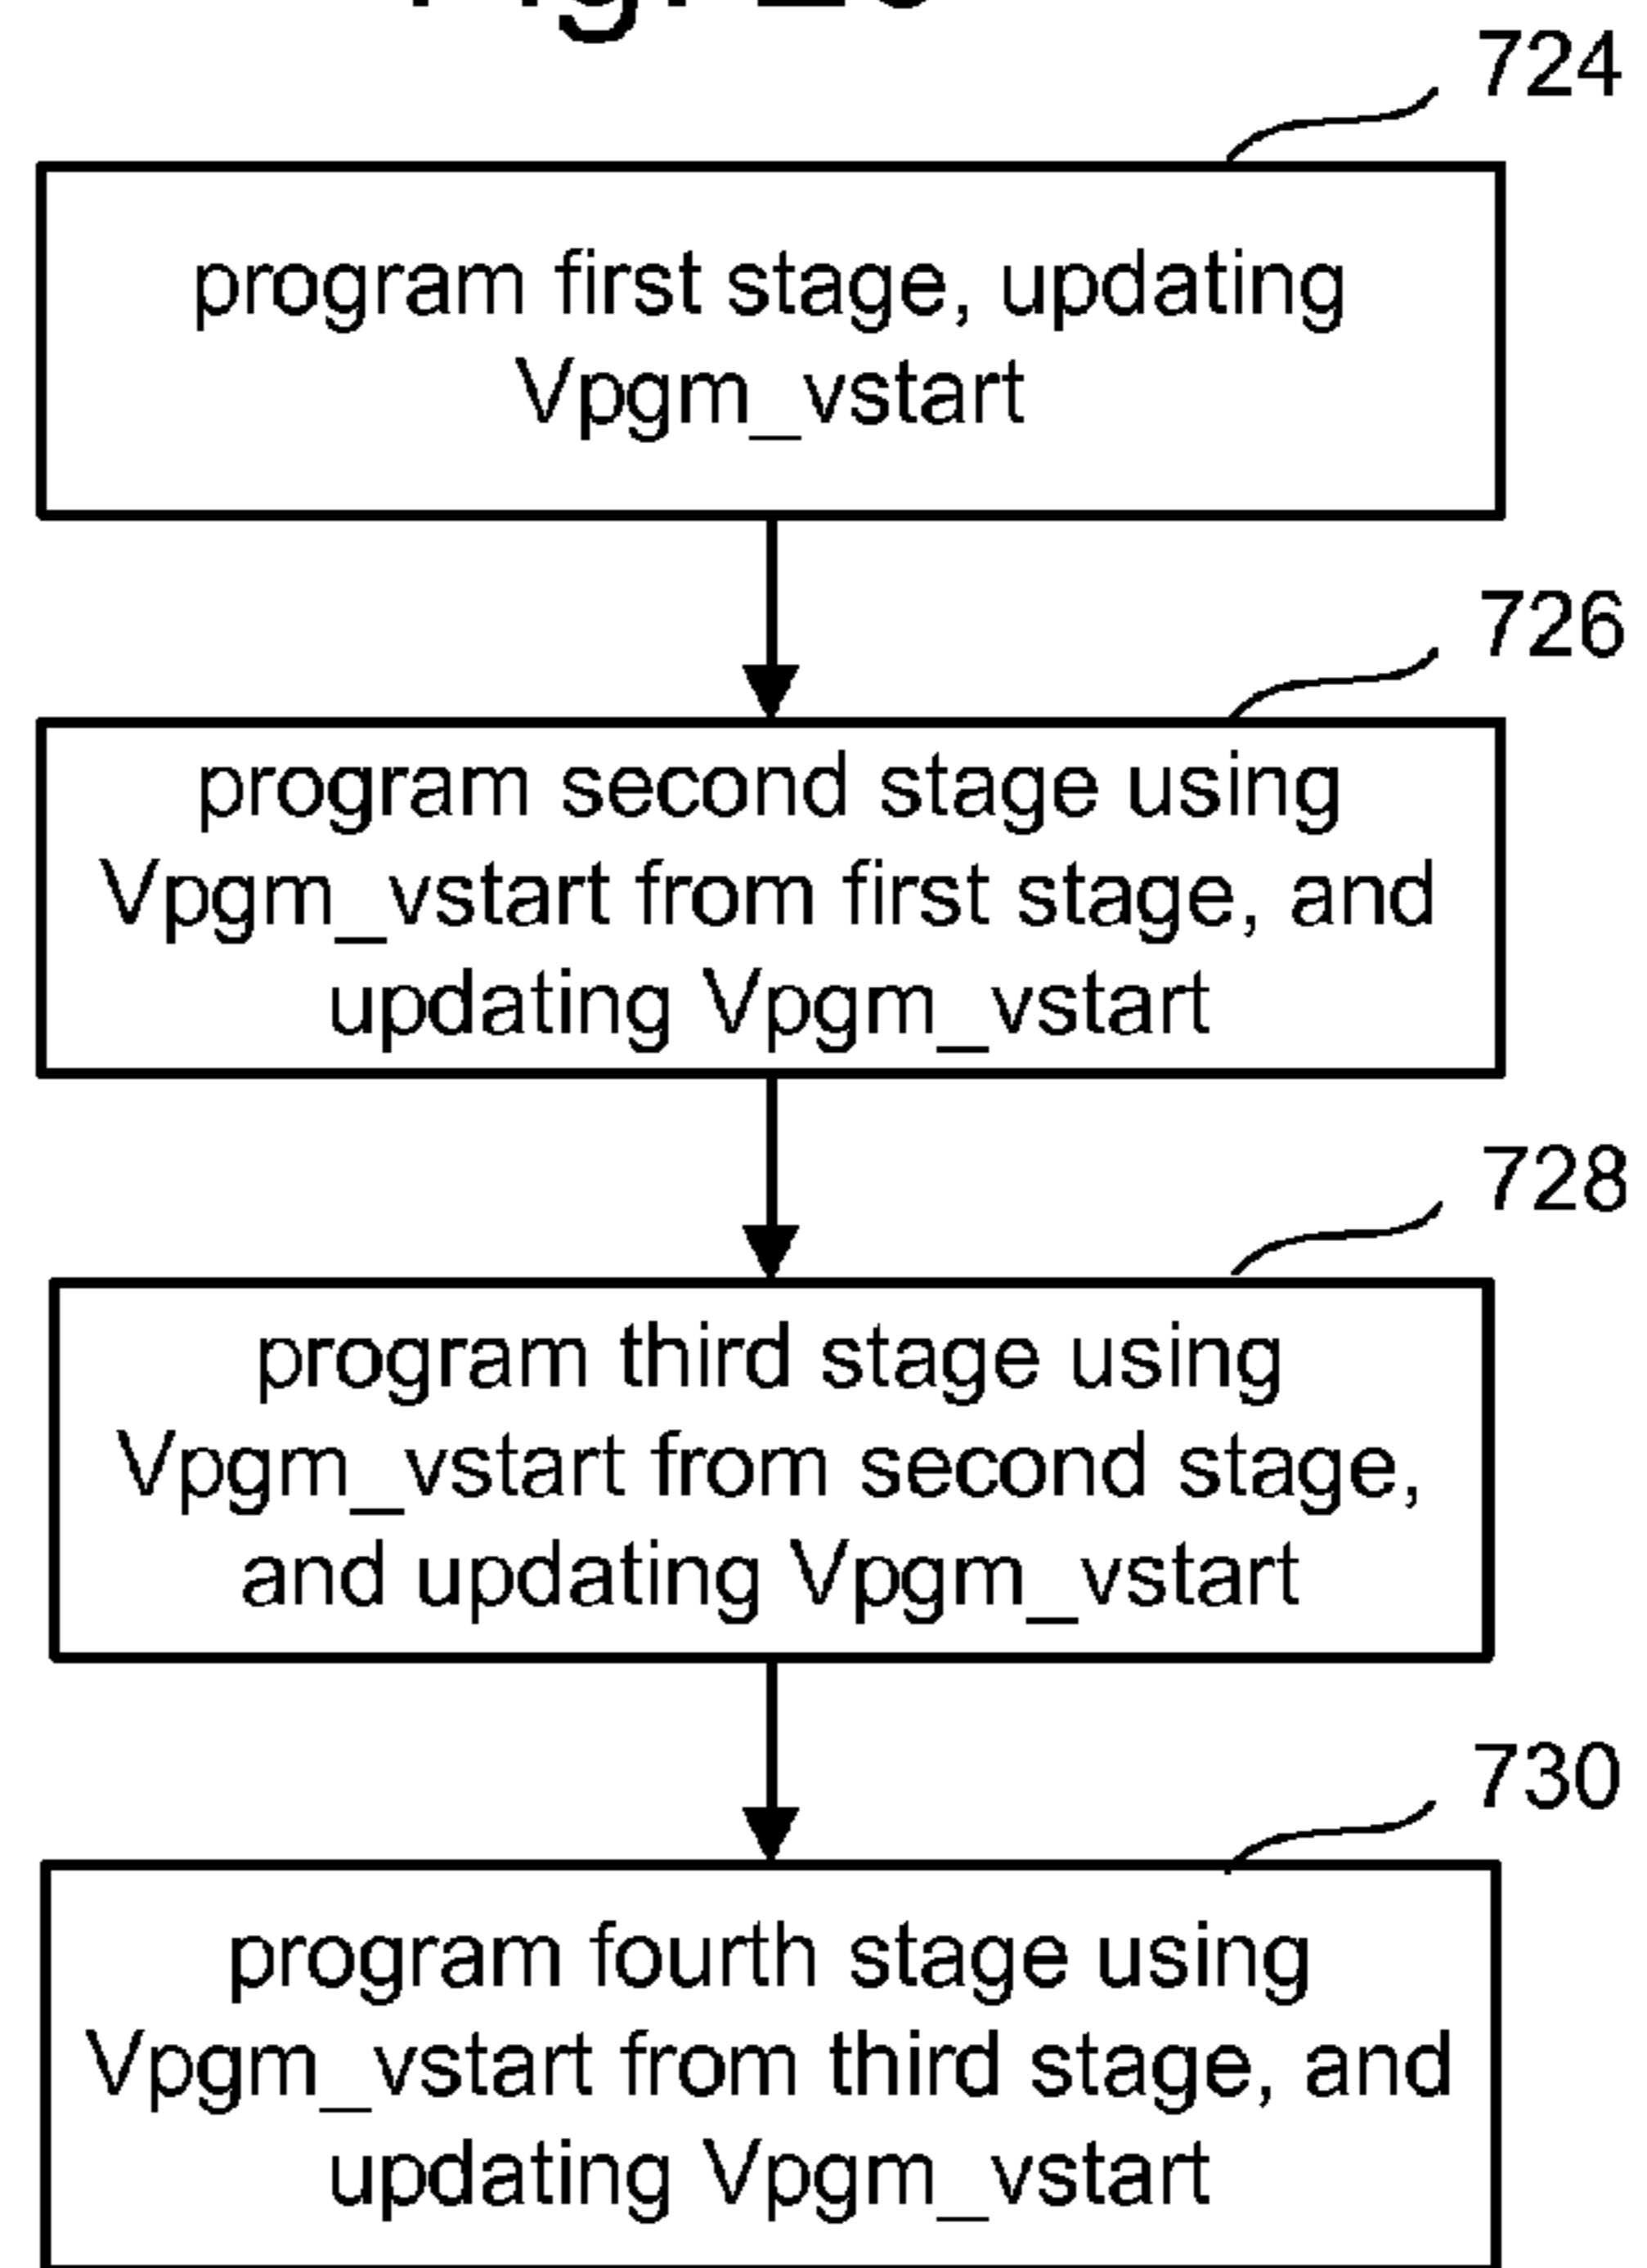 724
program first stage, updating
Vpgm_vstart
726
program second stage using
Vpgm_vstart from first stage, and
updating Vpgm_vstart
728
program third stage using
Vpgm_vstart from second stage,
and updating Vpgm_vstart
730
program fourth stage using
Vpgm_vstart from third stage, and
updating Vpgm_vstart